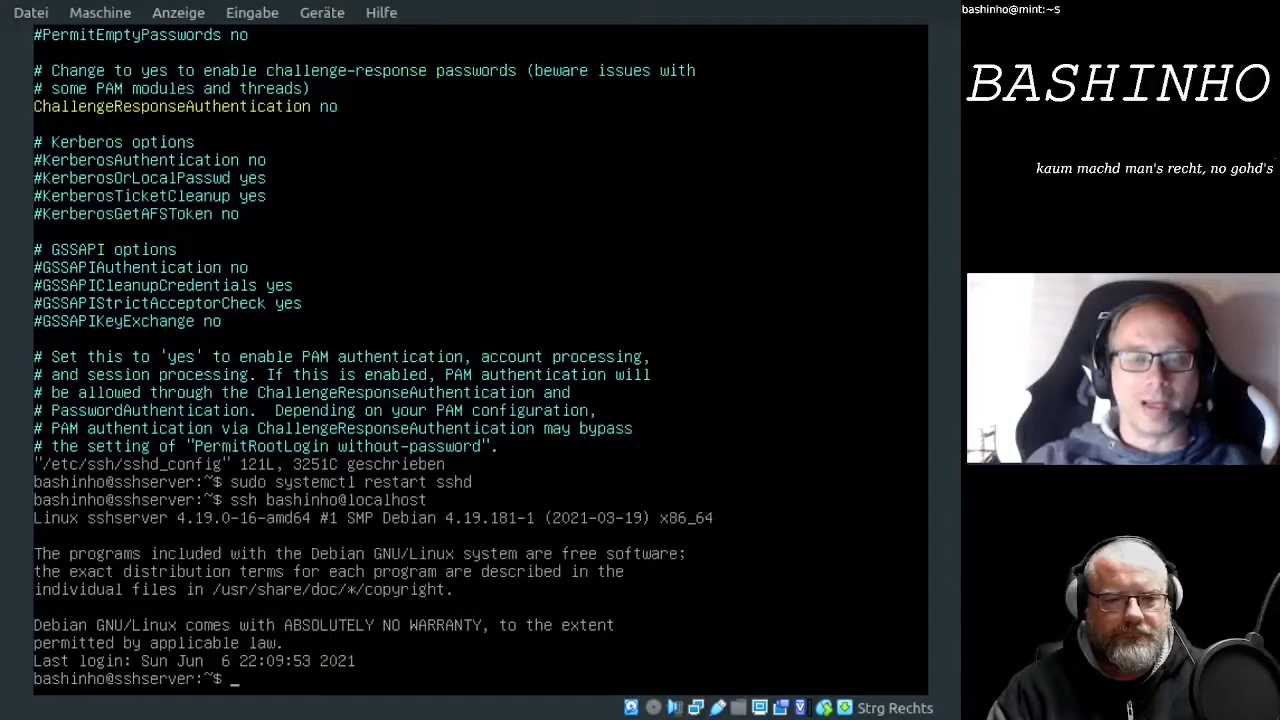 Datei Maschine Anzeige Eingabe Geräte Hilfe
#PermitEmptyPasswords no
# Change to yes to enable challenge-response passwords (beware issues with
# some PAM modules and threads)
ChallengeResponseAuthentication no
# Kerberos options
#KerberosAuthentication no
#KerberosOrLocalPasswd yes
#KerberosTicketCleanup yes
#KerberosGetAFSToken no
# GSSAPI options
#GSSAPIAuthentication no
#GSSAPICleanupCredentials yes
#GSSAPIStrictAcceptorCheck yes
#GSSAPIKeyExchange no
# Set this to 'yes' to enable PAM authentication, account processing,
# and session processing. If this is enabled, PAM authentication will
# be allowed through the ChallengeResponseAuthentication and
# PasswordAuthentication.  Depending on your PAM configuration,
# PAM authentication via ChallengeResponseAuthentication may bypass
# the setting of "PermitRootLogin without-password".
"/etc/ssh/sshd_config" 121L, 3251C geschrieben
bashinho@sshserver:~$ sudo systemctl restart sshd
bashinho@sshserver:~$ ssh bashinho@localhost
Linux sshserver 4.19.0-16-amd64 #1 SMP Debian 4.19.181-1 (2021-03-19) x86_64
The programs included with the Debian GNU/Linux system are free software;
the exact distribution terms for each program are described in the
individual files in /usr/share/doc/*/copyright.
Debian GNU/Linux comes with ABSOLUTELY NO WARRANTY, to the extent
permitted by applicable law.
Last login: Sun Jun  6 22:09:53 2021
bashinho@sshserver:~$ _
Strg Rechts
bashinho@mint:~$
BASHINHO
kaum machd man's recht, no gohd's